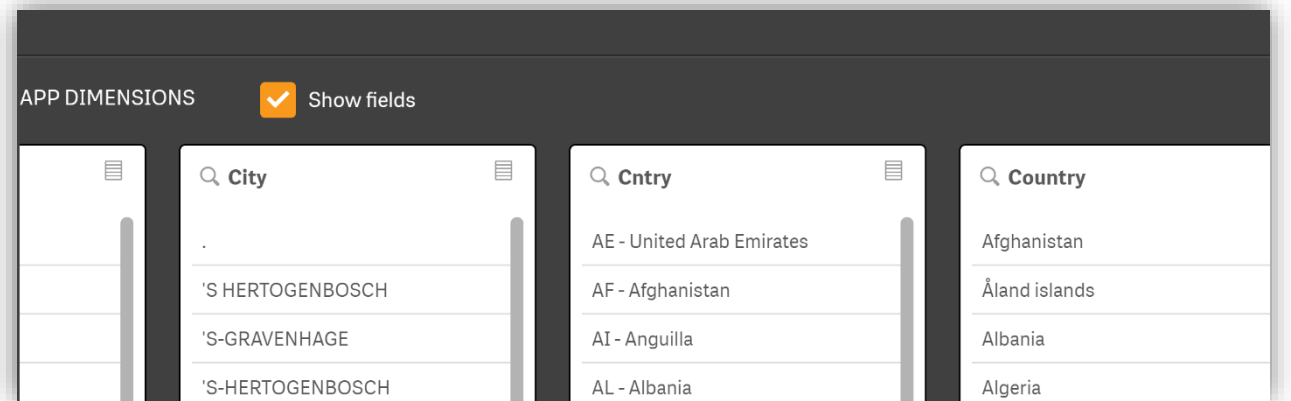 APP DIMENSIONS Show fields
City
.
'S HERTOGENBOSCH
'S-GRAVENHAGE
'S-HERTOGENBOSCH
Cntry
AE - United Arab Emirates
AF - Afghanistan
AI - Anguilla
AL - Albania
Country
Afghanistan
Åland islands
Albania
Algeria